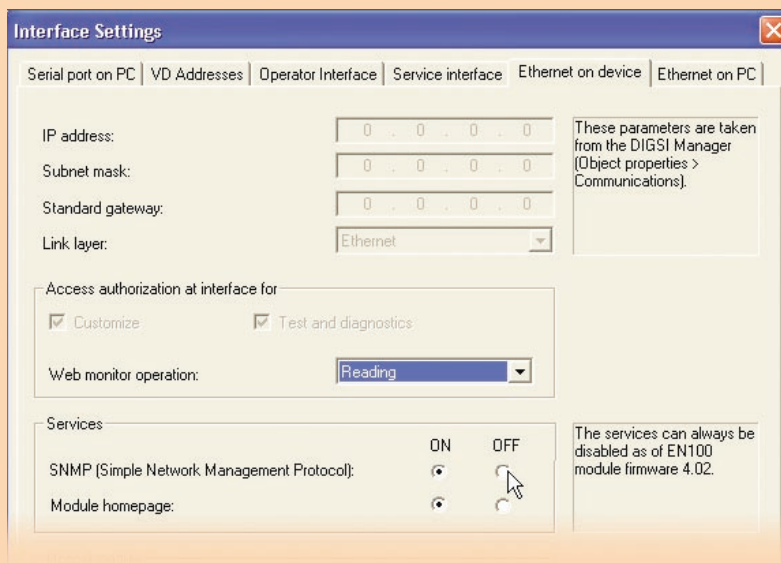 Interface Settings
Serial port on PC VD Addresses Operator Interface Service interface Ethernet on device Ethernet on PC
IP address: 0 . 0 . 0 . 0
Subnet mask: 0 . 0 . 0 . 0
Standard gateway: 0 . 0 . 0 . 0
Link layer: Ethernet
These parameters are taken
from the DIGSI Manager
(Object properties >
Communications).
Access authorization at interface for
Customize Test and diagnostics
Web monitor operation: Reading
Services
ON OFF
SNMP (Simple Network Management Protocol):
Module homepage:
The services can always be
disabled as of EN100
module firmware 4.02.